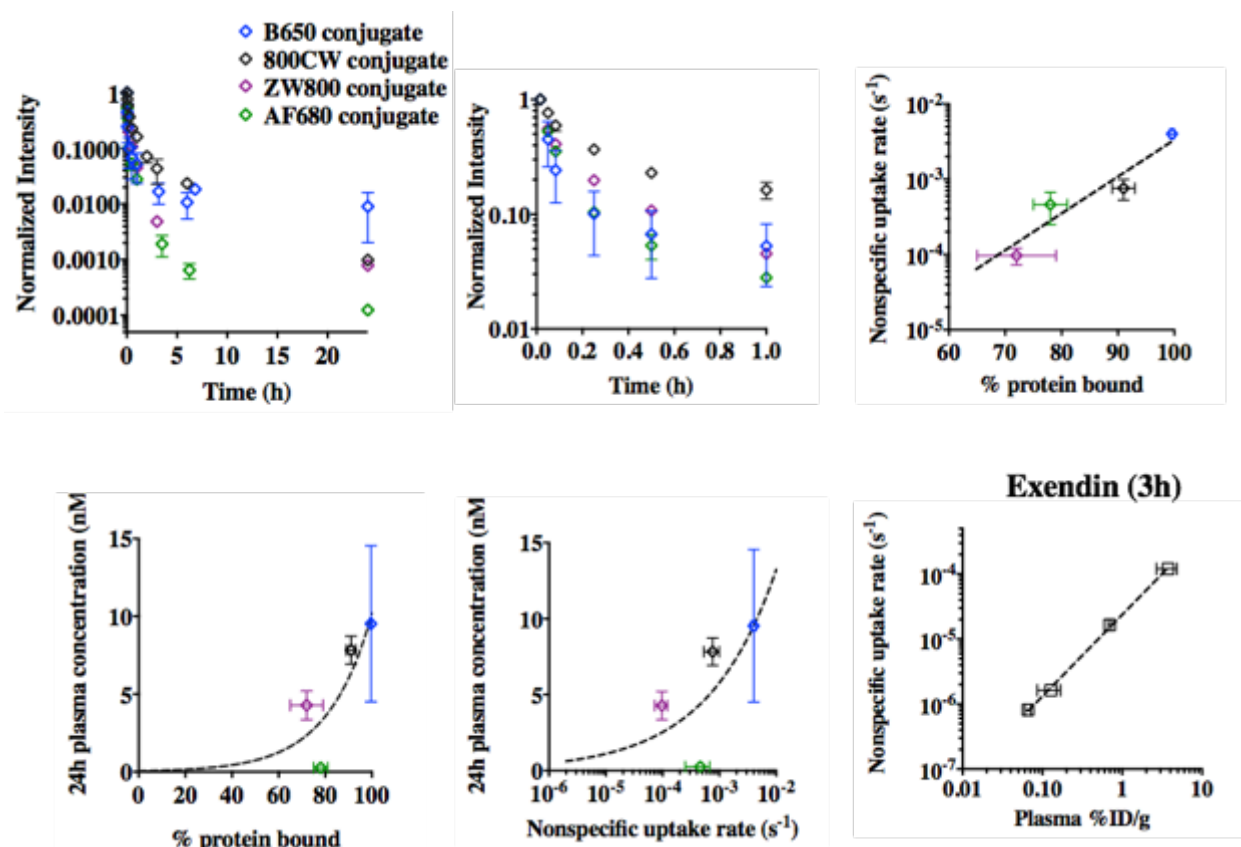 B650 conjugate
800CW conjugate
ZW800 conjugate
AF680 conjugate
Normalized Intensity
1
0.1000
0.0100
0.0010
0.0001
0 5 10 15 20
Time (h)
Normalized Intensity
1
0.10
0.01
0.0 0.2 0.4 0.6 0.8 1.0
Time (h)
Nonspecific uptake rate (s⁻¹)
10⁻²
10⁻³
10⁻⁴
10⁻⁵
60 70 80 90 100
% protein bound
24h plasma concentration (nM
15
10
5
0
0 20 40 60 80 100
% protein bound
24h plasma concentration (nM
15
10
5
0
10⁻⁶ 10⁻⁵ 10⁻⁴ 10⁻³ 10⁻²
Nonspecific uptake rate (s⁻¹)
Exendin (3h)
Nonspecific uptake rate (s⁻¹)
10⁻⁴
10⁻⁵
10⁻⁶
10⁻⁷
0.01 0.10 1 10
Plasma %ID/g